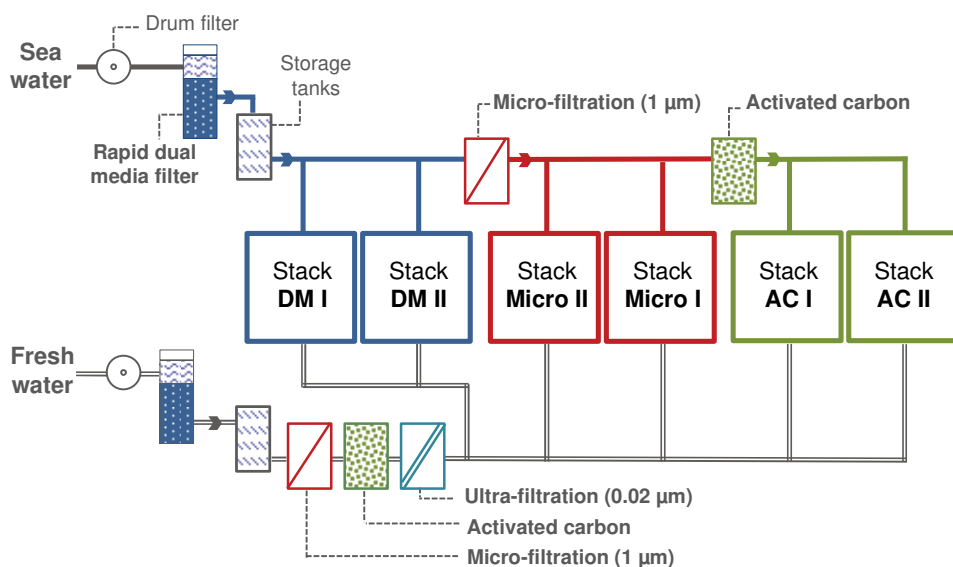 Drum filter
Sea
water
Storage
tanks
Micro-filtration (1 µm)
Activated carbon
Rapid dual
media filter
Stack
DM I
Stack
DM II
Stack
Micro II
Stack
Micro I
Stack
AC I
Stack
AC II
Fresh
water
Ultra-filtration (0.02 µm)
Activated carbon
Micro-filtration (1 µm)